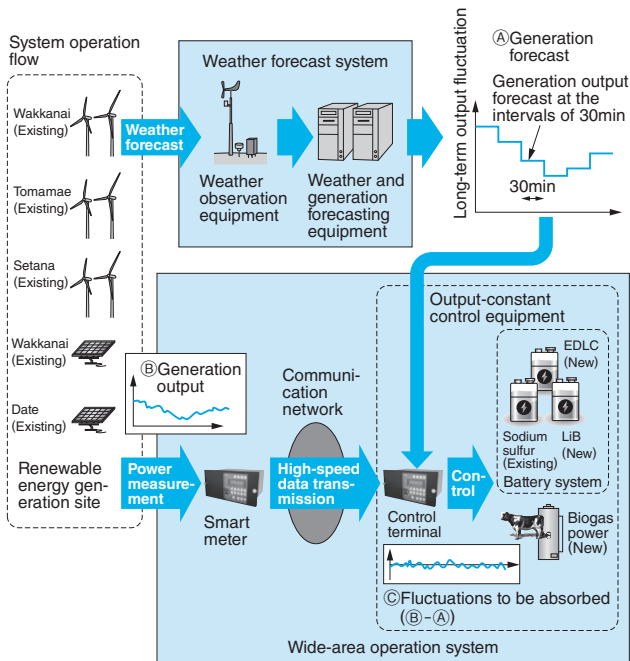 System operation
flow
Wakkanai
(Existing)
Tomamae
(Existing)
Setana
(Existing)
Wakkanai
(Existing)
Date
(Existing)
Renewable
energy gen-
eration site
Weather
forecast
Weather forecast system
Weather
observation
equipment
Weather and
generation
forecasting
equipment
Long-term output fluctuation
ⒶGeneration
forecast
Generation output
forecast at the
intervals of 30min
30min
ⒷGeneration
output
Power
measure-
ment
Smart
meter
Communi-
cation
network
High-speed
data trans-
mission
Output-constant
control equipment
Control
terminal
Con-
trol
EDLC
(New)
Sodium
sulfur
(Existing)
LiB
(New)
Battery system
Biogas
power
(New)
ⒸFluctuations to be absorbed
(Ⓑ-Ⓐ)
Wide-area operation system